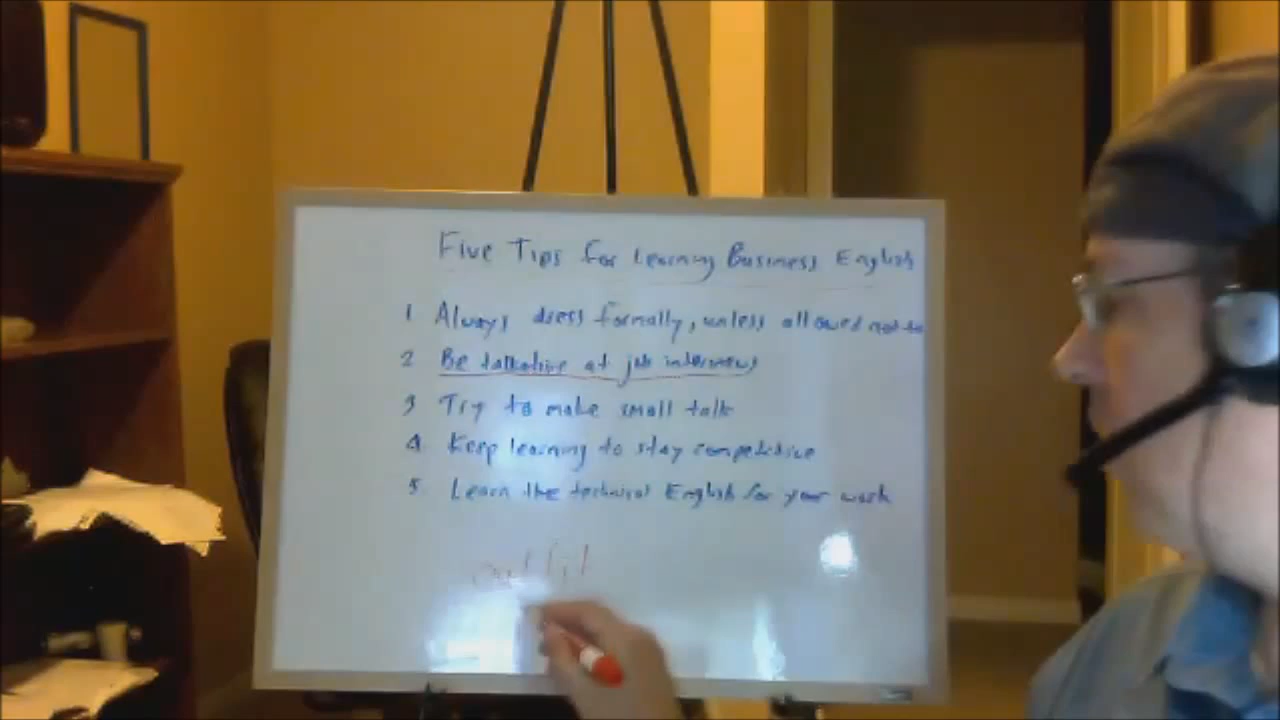 Five Tips for Learning Business English
1 Always dress formally, unless allowed not to
2 Be talkative at job interviews
3 Try to make small talk
4 Keep learning to stay competitive
5. Learn the technical English for your work
outfit